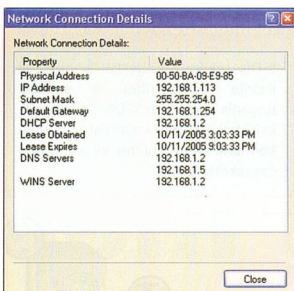 Network Connection Details
Network Connection Details:
Property Value
Physical Address 00-50-BA-09-E9-85
IP Address 192.168.1.113
Subnet Mask 255.255.254.0
Default Gateway 192.168.1.254
DHCP Server 192.168.1.2
Lease Obtained 10/11/2005 3:03:33 PM
Lease Expires 10/11/2005 9:03:33 PM
DNS Servers 192.168.1.2
192.168.1.5
WINS Server 192.168.1.2
Close